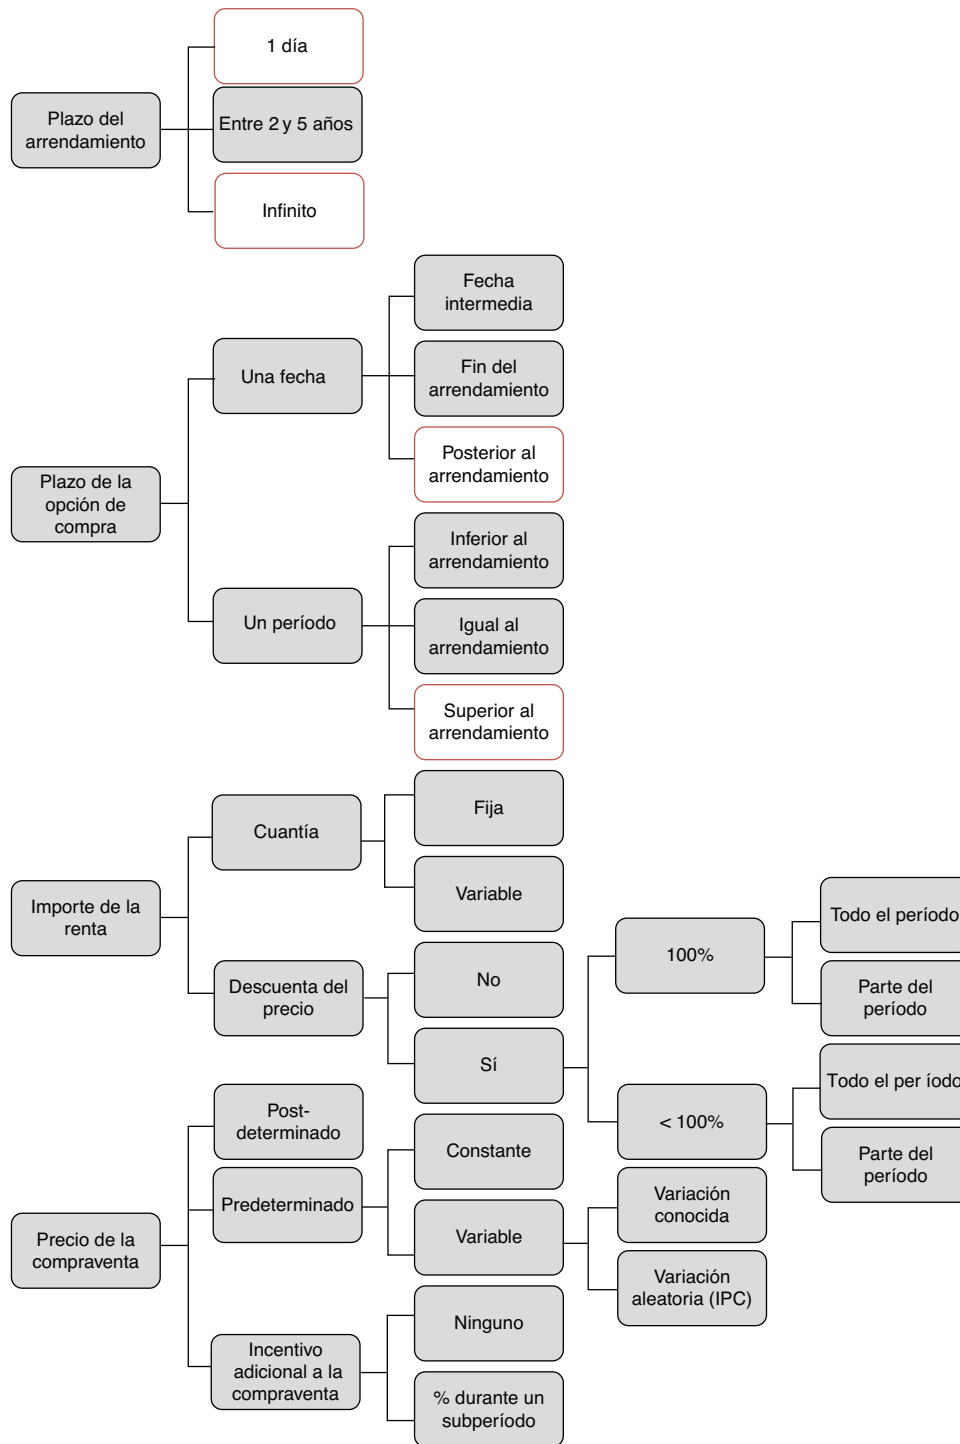 1 día
Plazo del
arrendamiento
Entre 2 y 5 años
Infinito
Fecha
intermedia
Una fecha
Fin del
arrendamiento
Posterior al
arrendamiento
Plazo de la
opción de
compra
Inferior al
arrendamiento
Un período
Igual al
arrendamiento
Superior al
arrendamiento
Cuantía
Fija
Variable
Importe de la
renta
Descuenta del
precio
No
Sí
100%
Todo el período
Parte del
período
< 100%
Todo el per íodo
Parte del
período
Post-
determinado
Predeterminado
Constante
Variable
Variación
conocida
Variación
aleatoria (IPC)
Precio de la
compraventa
Incentivo
adicional a la
compraventa
Ninguno
% durante un
subperíodo